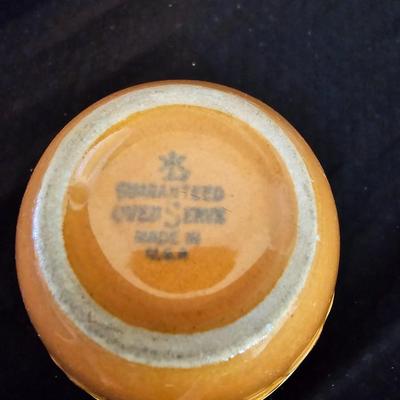 GUARANTEED
OVEN SERVE
MADE IN
U.S.A